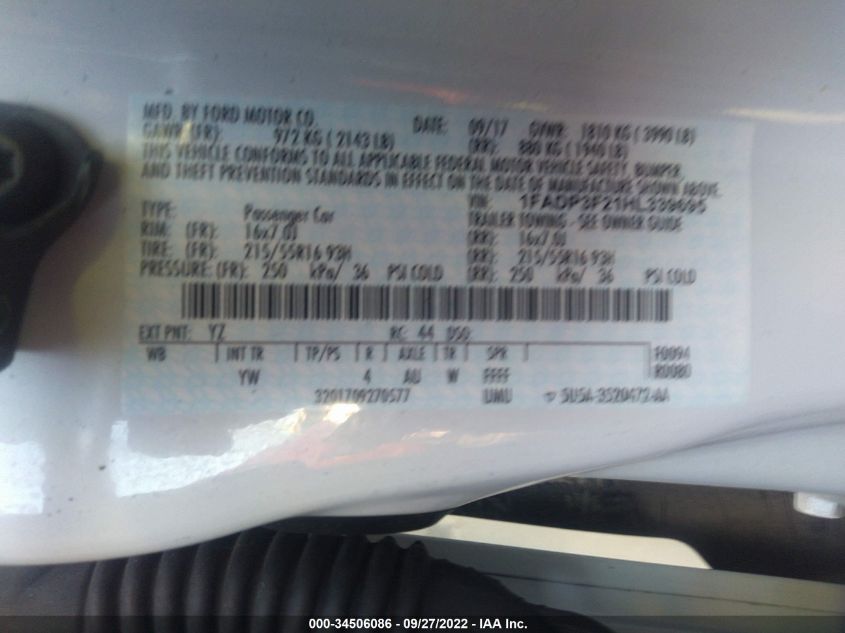 MFD. BY FORD MOTOR CO. DATE: 09/17 GVWR: 1810 KG ( 3990 LB)
GAWR (FR): 972 KG ( 2143 LB) (RR): 880 KG ( 1940 LB)
THIS VEHICLE CONFORMS TO ALL APPLICABLE FEDERAL MOTOR VEHICLE SAFETY, BUMPER,
AND THEFT PREVENTION STANDARDS IN EFFECT ON THE DATE OF MANUFACTURE SHOWN ABOVE.
VIN: 1FADP3F21HL339695
TYPE: Passenger Car TRAILER TOWING - SEE OWNER GUIDE
RIM: (FR): 16x7.0J (RR): 16x7.0J
TIRE: (FR): 215/55R16 93H (RR): 215/55R16 93H
PRESSURE: (FR): 250 kPa/ 36 PSI COLD (RR): 250 kPa/ 36 PSI COLD
EXT PNT: YZ RC: 44 DSO:
WB INT TR TP/PS R AXLE TR SPR F0094
YW 4 AU W FFFF R0080
3201709270577 UMU 5U5A-3520472-AA
000-34506086 - 09/27/2022 - IAA Inc.